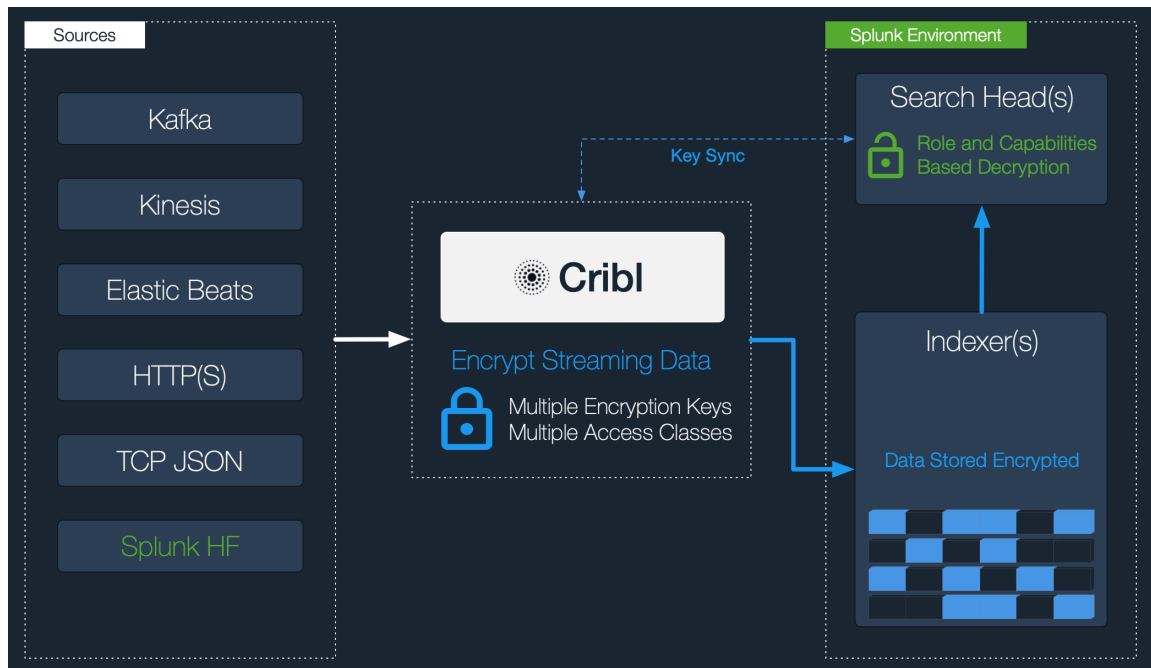 Sources
Kafka
Kinesis
Elastic Beats
HTTP(S)
TCP JSON
Splunk HF
Key Sync
Cribl
Encrypt Streaming Data
Multiple Encryption Keys
Multiple Access Classes
Splunk Environment
Search Head(s)
Role and Capabilities
Based Decryption
Indexer(s)
Data Stored Encrypted